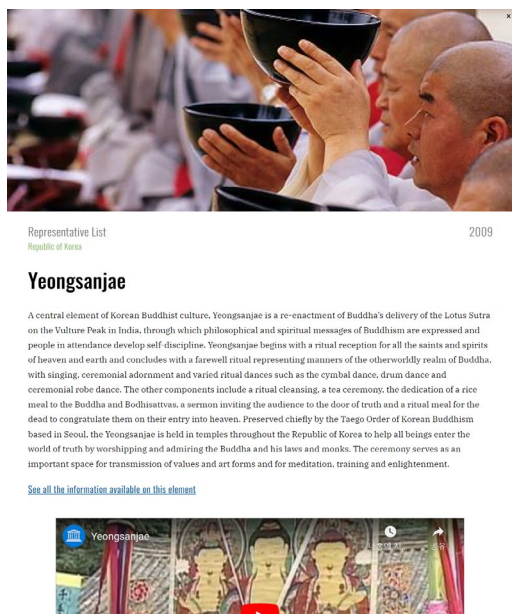 x
Representative List
2009
Republic of Korea
Yeongsanjae
A central element of Korean Buddhist culture, Yeongsanjae is a re-enactment of Buddha's delivery of the Lotus Sutra
on the Vulture Peak in India, through which philosophical and spiritual messages of Buddhism are expressed and
people in attendance develop self-discipline. Yeongsanjae begins with a ritual reception for all the saints and spirits
of heaven and earth and concludes with a farewell ritual representing manners of the otherworldly realm of Buddha,
with singing, ceremonial adornment and varied ritual dances such as the cymbal dance, drum dance and
ceremonial robe dance. The other components include a ritual cleansing, a tea ceremony, the dedication of a rice
meal to the Buddha and Bodhisattvas, a sermon inviting the audience to the door of truth and a ritual meal for the
dead to congratulate them on their entry into heaven. Preserved chiefly by the Taego Order of Korean Buddhism
based in Seoul, the Yeongsanjae is held in temples throughout the Republic of Korea to help all beings enter the
world of truth by worshipping and admiring the Buddha and his laws and monks. The ceremony serves as an
important space for transmission of values and art forms and for meditation, training and enlightenment.
See all the information available on this element
Yeongsanjae
공유